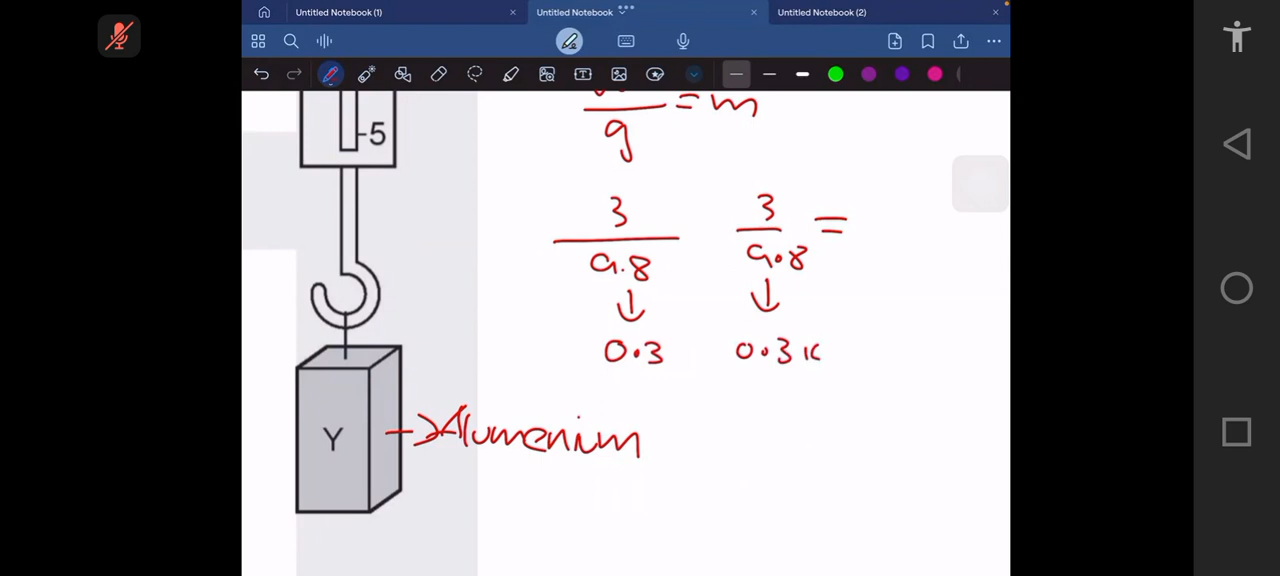 Untitled Notebook (1)
Untitled Notebook
Untitled Notebook (2)
g = m
-5
3 3 =
9.8 9.8
↓ ↓
0.3 0.3 K
Y → Alumenium